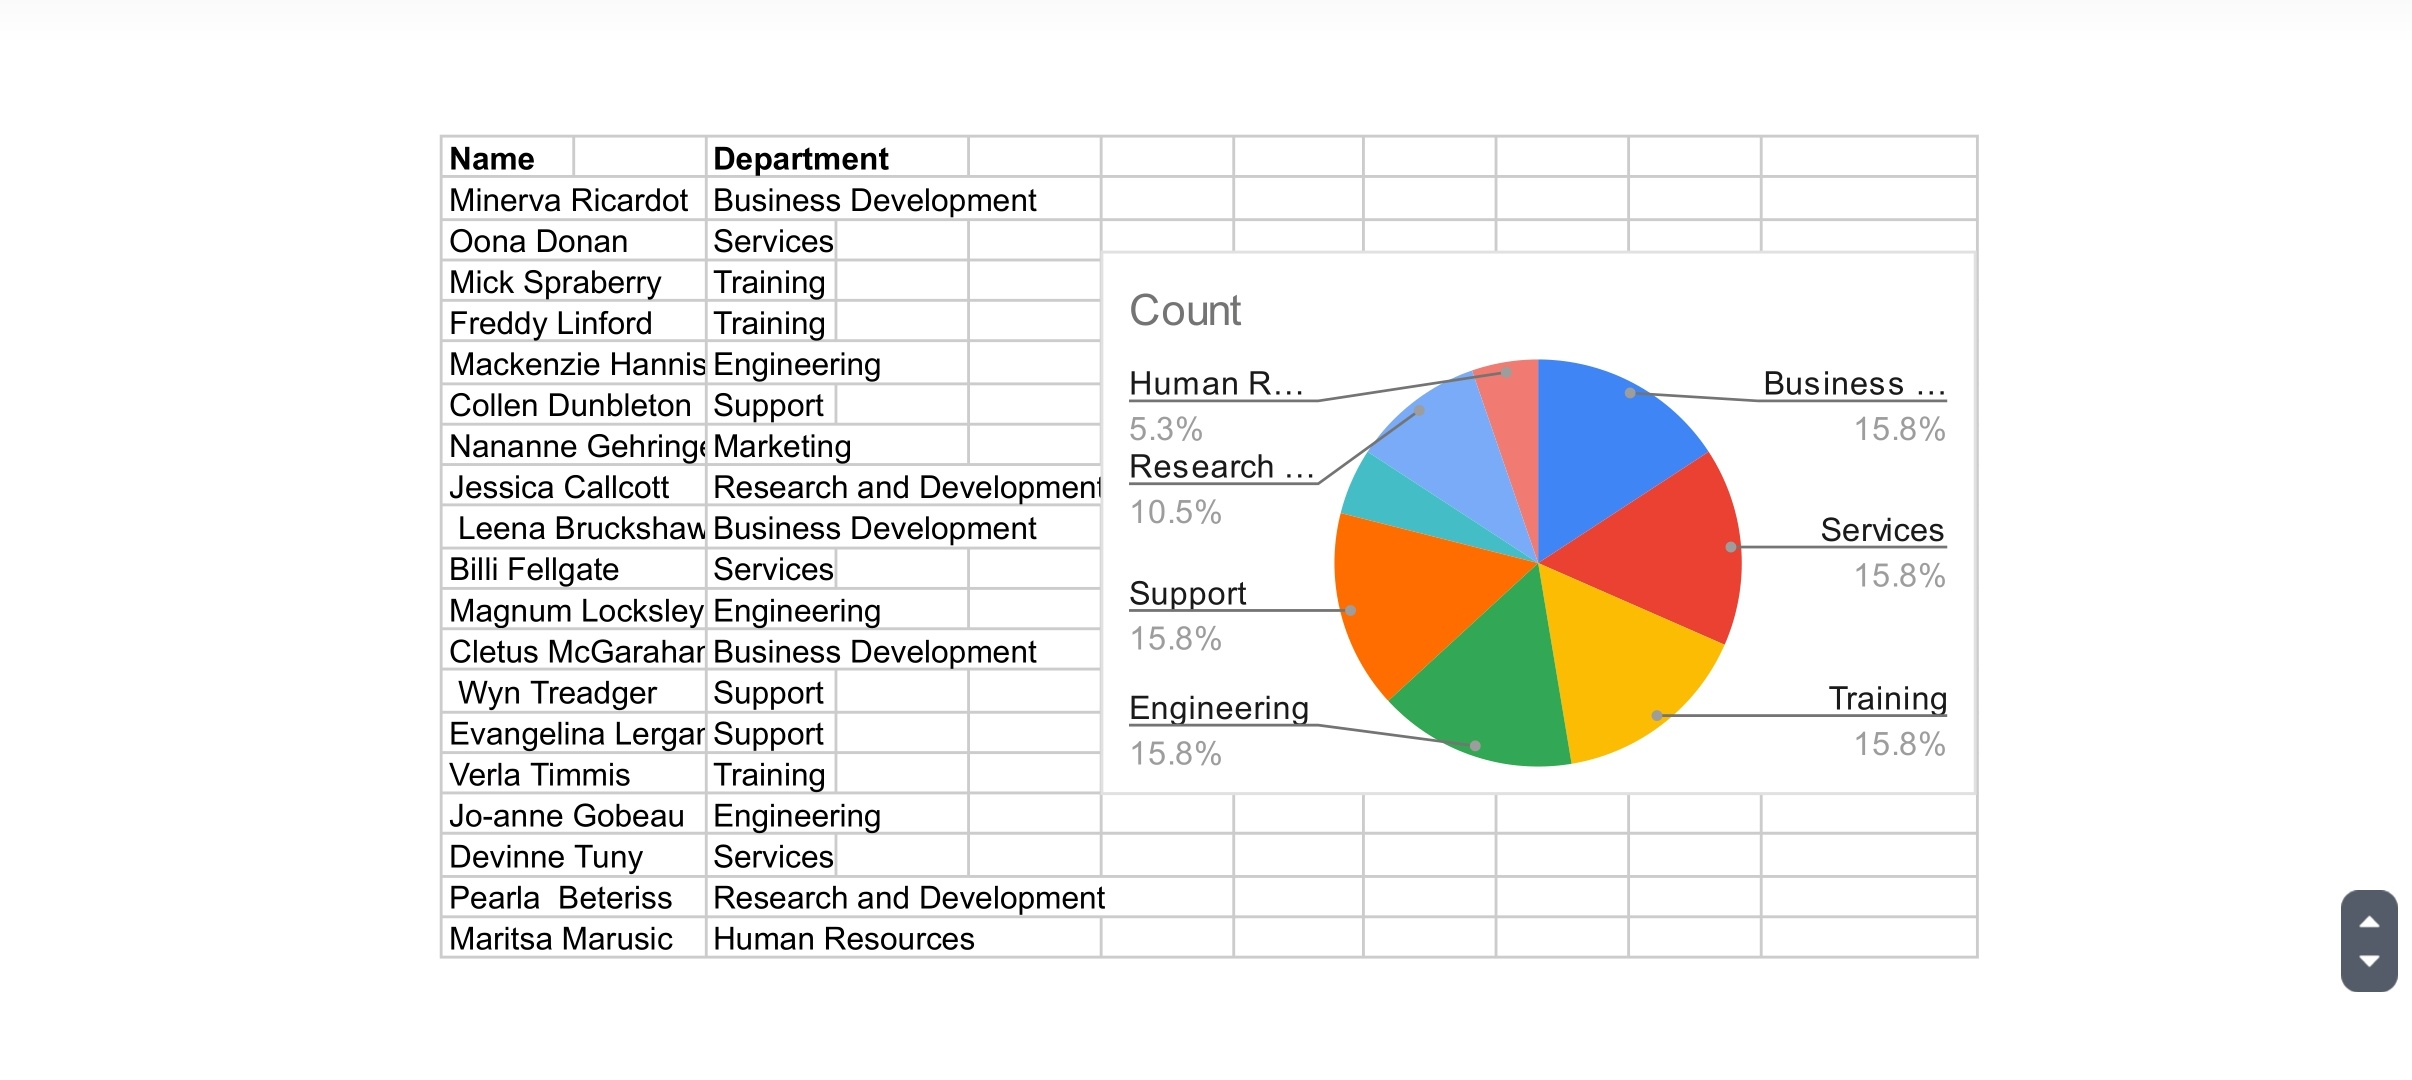 Name Department
Minerva Ricardot Business Development
Oona Donan Services
Mick Spraberry Training
Freddy Linford Training
Mackenzie Hannis Engineering
Collen Dunbleton Support
Nananne Marketing
Jessica Callcott Research and Development
Leena Bruckshaw Business Development
Billi Fellgate Services
Magnum Locksley Engineering
Cletus Business Development
Wyn Treadger Support
Evangelina Support
Verla Timmis Training
Jo-anne Gobeau Engineering
Devinne Tuny Services
Pearla Beteriss Research and Development
Maritsa Marusic Human Resources
Count
Human R...
5.3%
Research ...
10.5%
Support
15.8%
Engineering
15.8%
Business ...
15.8%
Services
15.8%
Training
15.8%